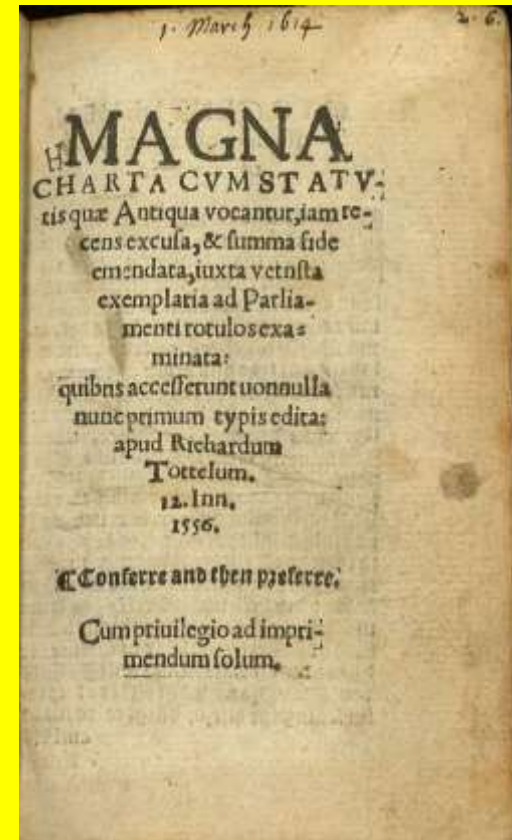 1. March 1614
2. 6.
MAGNA
CHARTA CVM STATV-
tis quæ Antiqua vocantur, iam re-
cens excuſa, & ſumma fide
emendata, iuxta vetuſta
exemplaria ad Parlia-
menti rotulos exa-
minata:
quibus acceſſerunt nonnulla
nunc primum typis edita:
apud Richardum
Tottelum.
12. Iun.
1556.
¶Conferre and then preferre.
Cum priuilegio ad impri-
mendum ſolum.